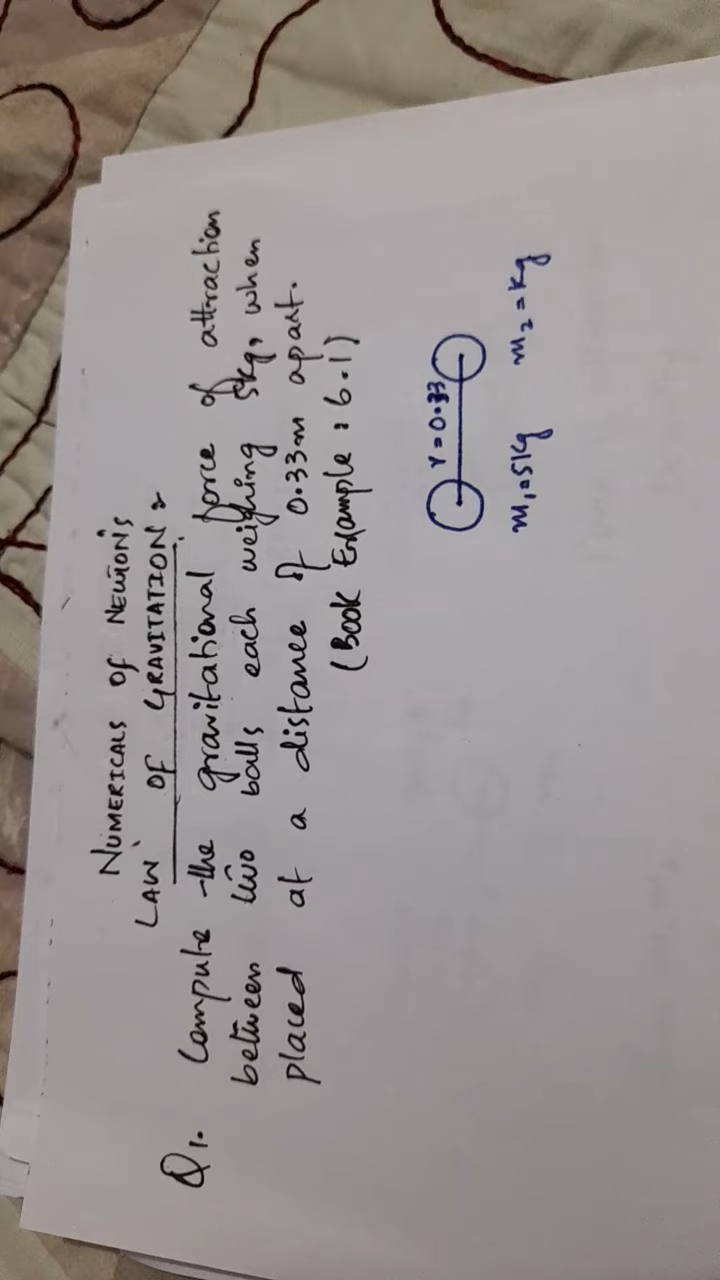 NUMERICALS OF NEWTON'S
LAW OF GRAVITATION:
Q1. Compute the gravitational force of attraction
between two balls each weighing 5kg, when
placed at a distance of 0.33m apart.
(Book Example : 6.1)
r=0.33
m₁=5kg m₂=kg